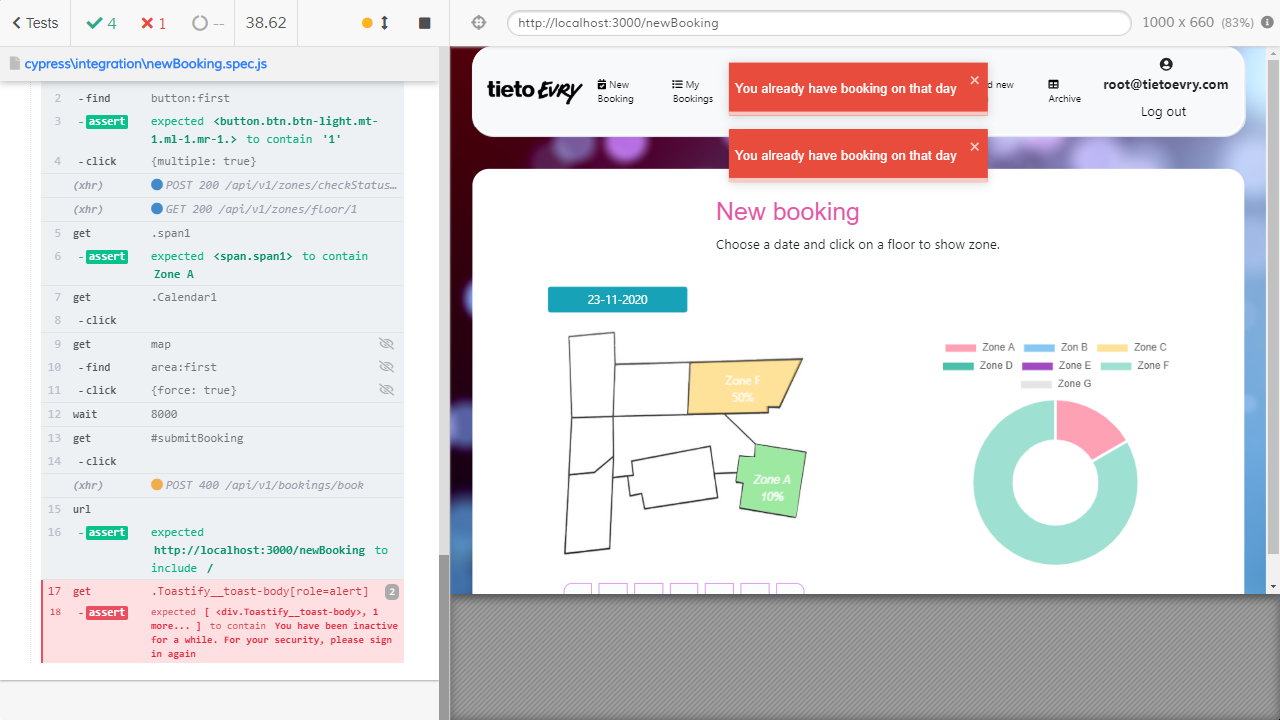 Tests
4
1
--
38.62
cypress\integration\newBooking.spec.js
2 -find button:first
3 -assert expected <button.btn.btn-light.mt-
1.ml-1.mr-1.> to contain '1'
4 -click {multiple: true}
(xhr) POST 200 /api/v1/zones/checkStatus…
(xhr) GET 200 /api/v1/zones/floor/1
5 get .span1
6 -assert expected <span.span1> to contain
Zone A
7 get .Calendar1
8 -click
9 get map
10 -find area:first
11 -click {force: true}
12 wait 8000
13 get #submitBooking
14 -click
(xhr) POST 400 /api/v1/bookings/book
15 url
16 -assert expected
http://localhost:3000/newBooking to
include /
17 get .Toastify__toast-body[role=alert] 2
18 -assert expected [ <div.Toastify__toast-body>, 1
more... ] to contain You have been inactive
for a while. For your security, please sign
in again
http://localhost:3000/newBooking
1000 x 660 (83%)
tieto Evry
New
Booking
My
Bookings
You already have booking on that day ×
d new
Archive
root@tietoevry.com
Log out
You already have booking on that day ×
New booking
Choose a date and click on a floor to show zone.
23-11-2020
Zone F
50%
Zone A
10%
Zone A Zon B Zone C
Zone D Zone E Zone F
Zone G